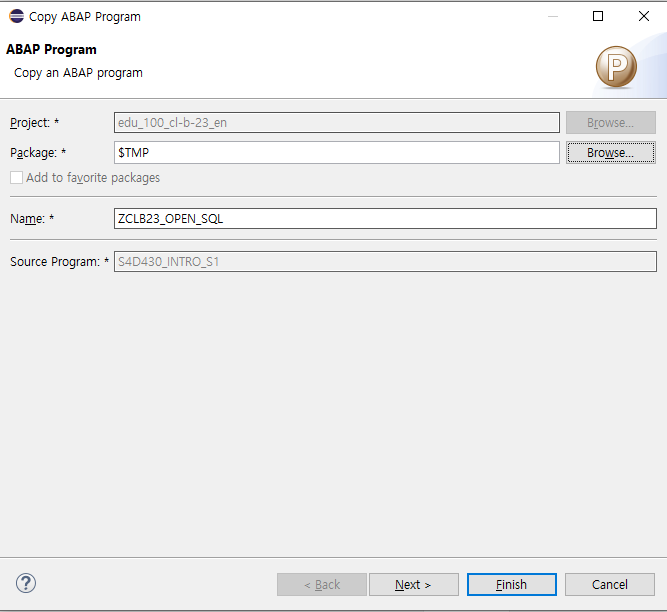 Copy ABAP Program
ABAP Program
Copy an ABAP program
P
Project: * edu_100_cl-b-23_en Browse...
Package: * $TMP Browse...
Add to favorite packages
Name: * ZCLB23_OPEN_SQL
Source Program: * S4D430_INTRO_S1
? < Back Next > Finish Cancel